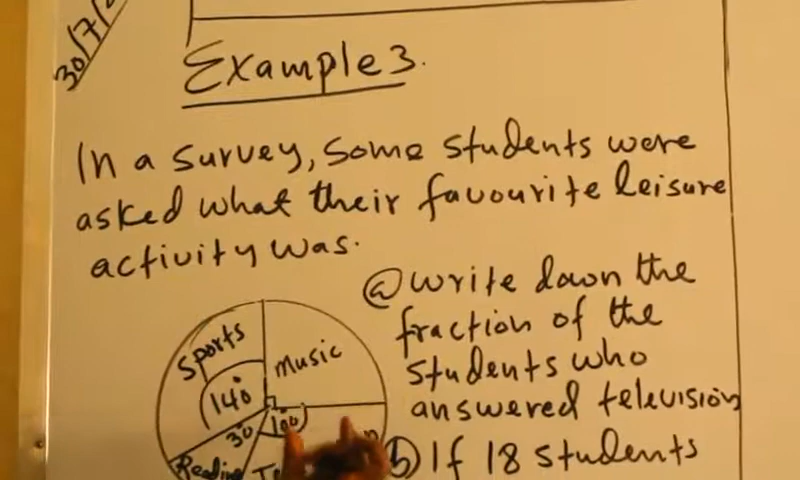 30/7/
Example 3.
In a survey, some students were
asked what their favourite leisure
activity was.
@ write down the
fraction of the
students who
answered television
b) If 18 students
Sports
Music
140°
30
100
Reading